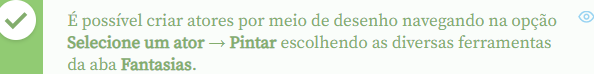 É possível criar atores por meio de desenho navegando na opção
Selecione um ator → Pintar escolhendo as diversas ferramentas
da aba Fantasias.